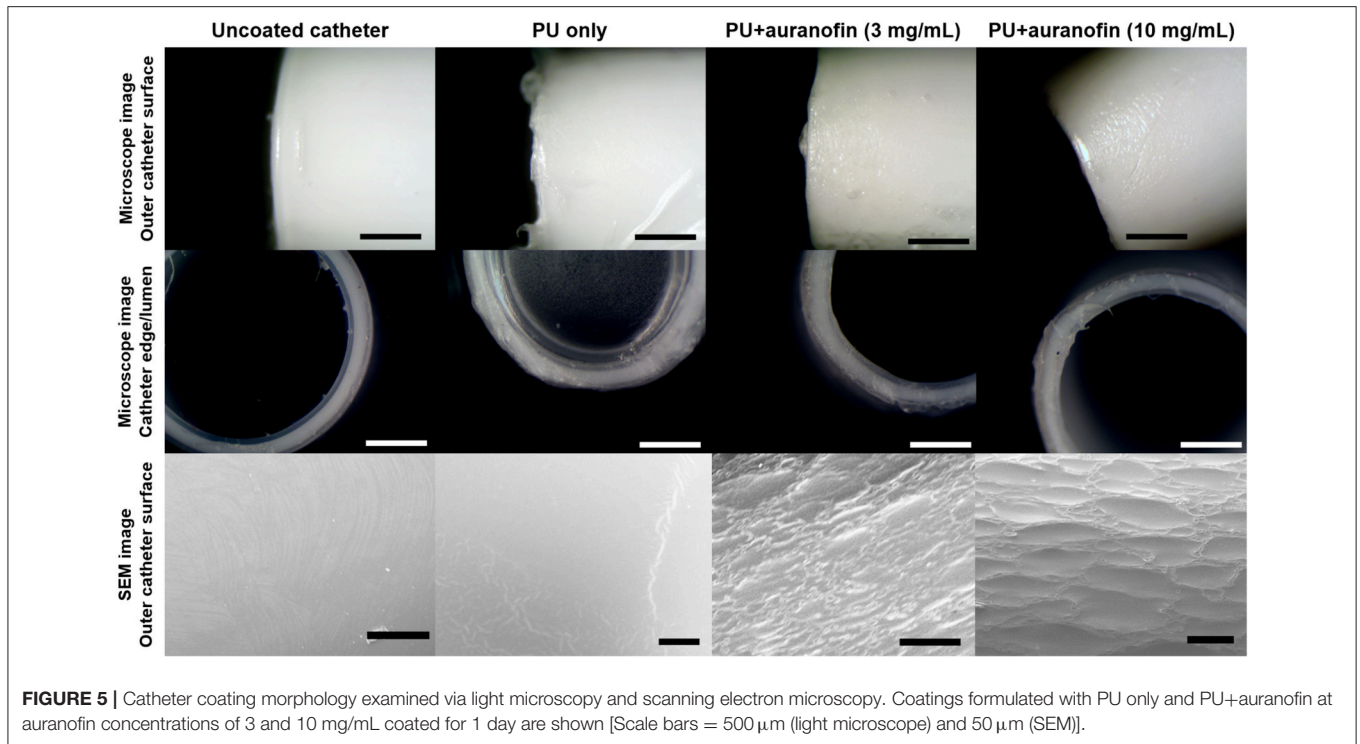 Uncoated catheter
PU only
PU+auranofin (3 mg/mL)
PU+auranofin (10 mg/mL)
Microscope image
Outer catheter surface
Microscope image
Catheter edge/lumen
SEM image
Outer catheter surface
FIGURE 5 | Catheter coating morphology examined via light microscopy and scanning electron microscopy. Coatings formulated with PU only and PU+auranofin at
auranofin concentrations of 3 and 10 mg/mL coated for 1 day are shown [Scale bars = 500 μm (light microscope) and 50 μm (SEM)].